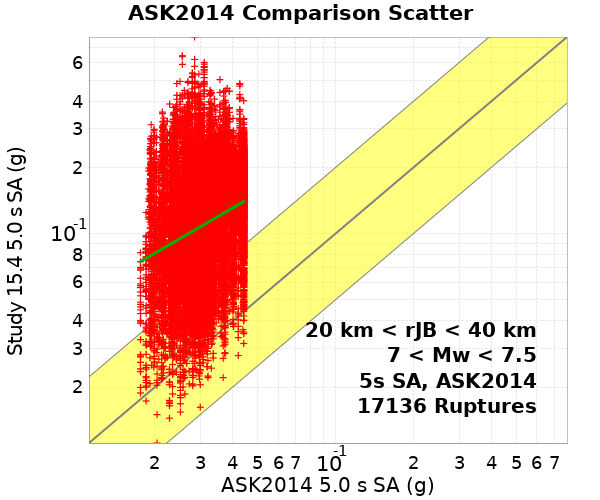 ASK2014 Comparison Scatter
Study 15.4 5.0 s SA (g)
6
4
3
2
10-1
8
6
4
3
2
20 km < rJB < 40 km
7 < Mw < 7.5
5s SA, ASK2014
17136 Ruptures
2 3 4 5 6 7 10-1 2 3 4 5 6 7
ASK2014 5.0 s SA (g)